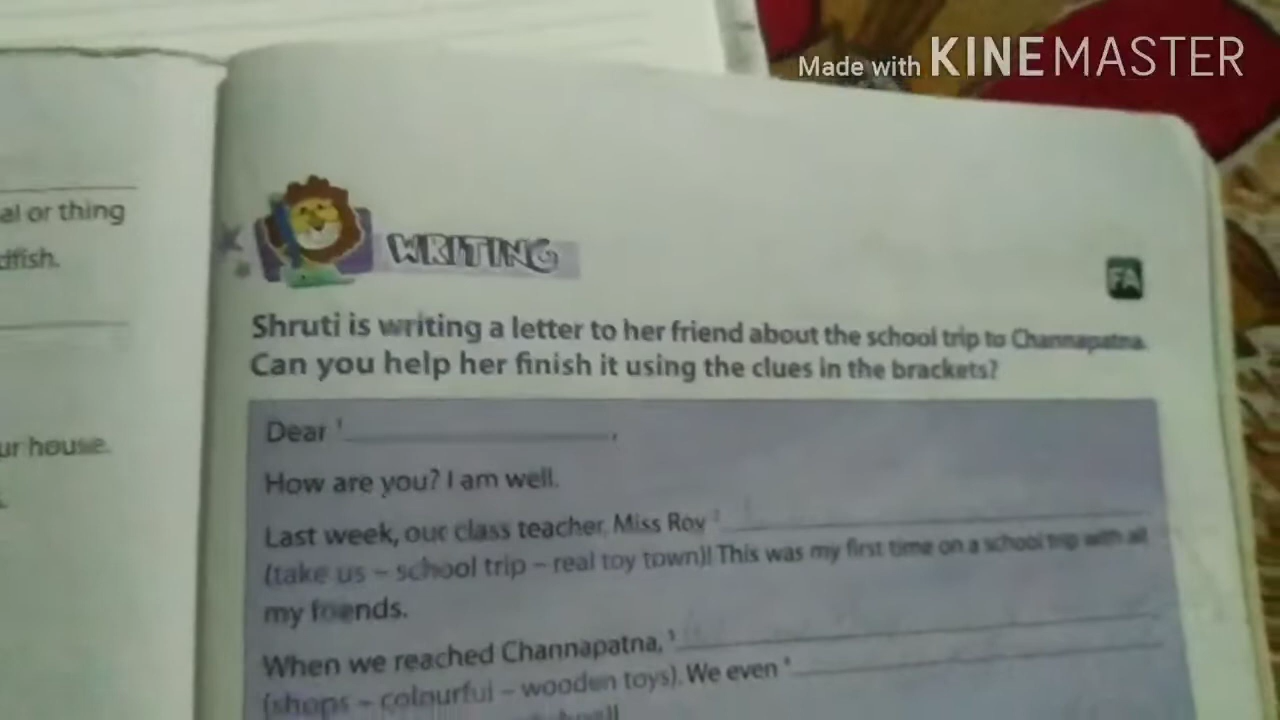 Made with KINEMASTER
al or thing
dfish.
ur house.
WRITING
FA
Shruti is writing a letter to her friend about the school trip to Channapatna.
Can you help her finish it using the clues in the brackets?
Dear 1 ,
How are you? I am well.
Last week, our class teacher, Miss Roy 2
(take us – school trip – real toy town)! This was my first time on a school trip with all
my friends.
When we reached Channapatna, 3
(shops – colourful – wooden toys). We even 4